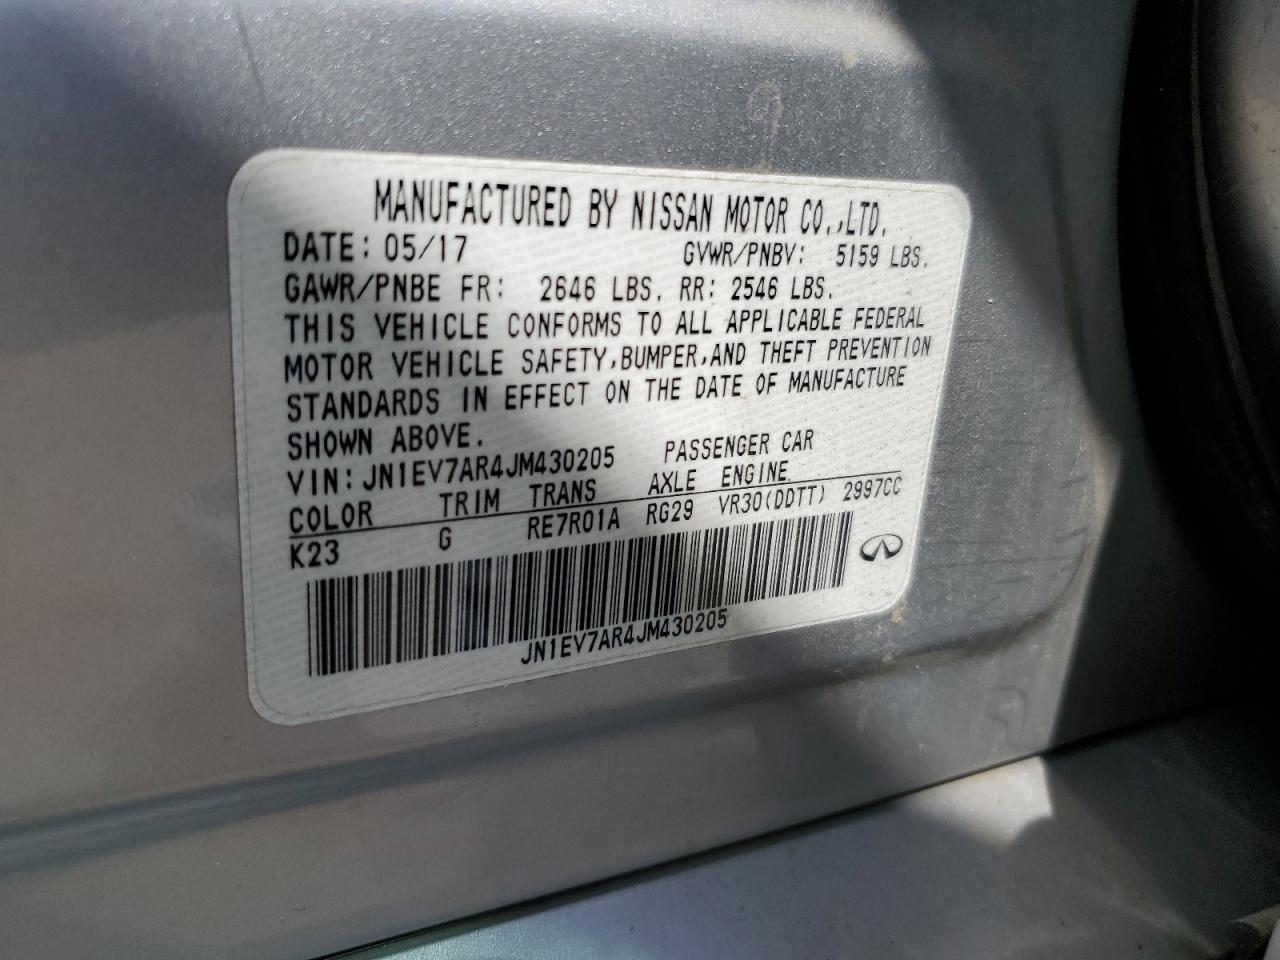 MANUFACTURED BY NISSAN MOTOR CO.,LTD.
DATE: 05/17 GVWR/PNBV: 5159 LBS.
GAWR/PNBE FR: 2646 LBS. RR: 2546 LBS.
THIS VEHICLE CONFORMS TO ALL APPLICABLE FEDERAL
MOTOR VEHICLE SAFETY,BUMPER,AND THEFT PREVENTION
STANDARDS IN EFFECT ON THE DATE OF MANUFACTURE
SHOWN ABOVE.
VIN:JN1EV7AR4JM430205 PASSENGER CAR
COLOR TRIM TRANS AXLE ENGINE
K23 G RE7R01A RG29 VR30(DDTT) 2997CC
JN1EV7AR4JM430205